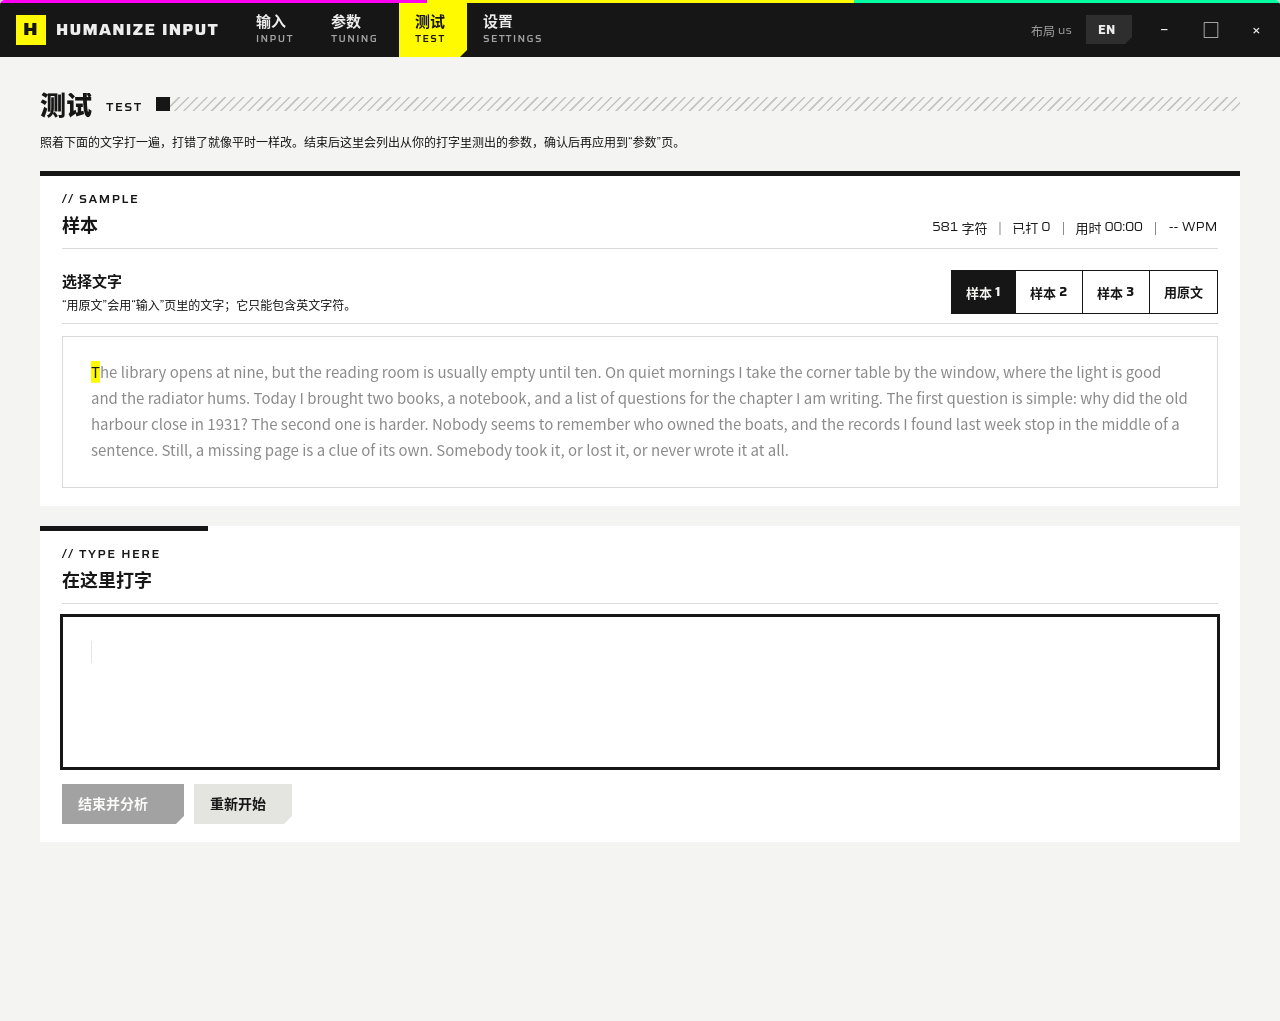 H HUMANIZE INPUT
输入
INPUT
参数
TUNING
测试
TEST
设置
SETTINGS
布局 us
EN
测试 TEST
照着下面的文字打一遍，打错了就像平时一样改。结束后这里会列出从你的打字里测出的参数，确认后再应用到“参数”页。
// SAMPLE
样本
581 字符 | 已打 0 | 用时 00:00 | -- WPM
选择文字
“用原文”会用“输入”页里的文字；它只能包含英文字符。
样本 1
样本 2
样本 3
用原文
The library opens at nine, but the reading room is usually empty until ten. On quiet mornings I take the corner table by the window, where the light is good
and the radiator hums. Today I brought two books, a notebook, and a list of questions for the chapter I am writing. The first question is simple: why did the old
harbour close in 1931? The second one is harder. Nobody seems to remember who owned the boats, and the records I found last week stop in the middle of a
sentence. Still, a missing page is a clue of its own. Somebody took it, or lost it, or never wrote it at all.
// TYPE HERE
在这里打字
结束并分析
重新开始